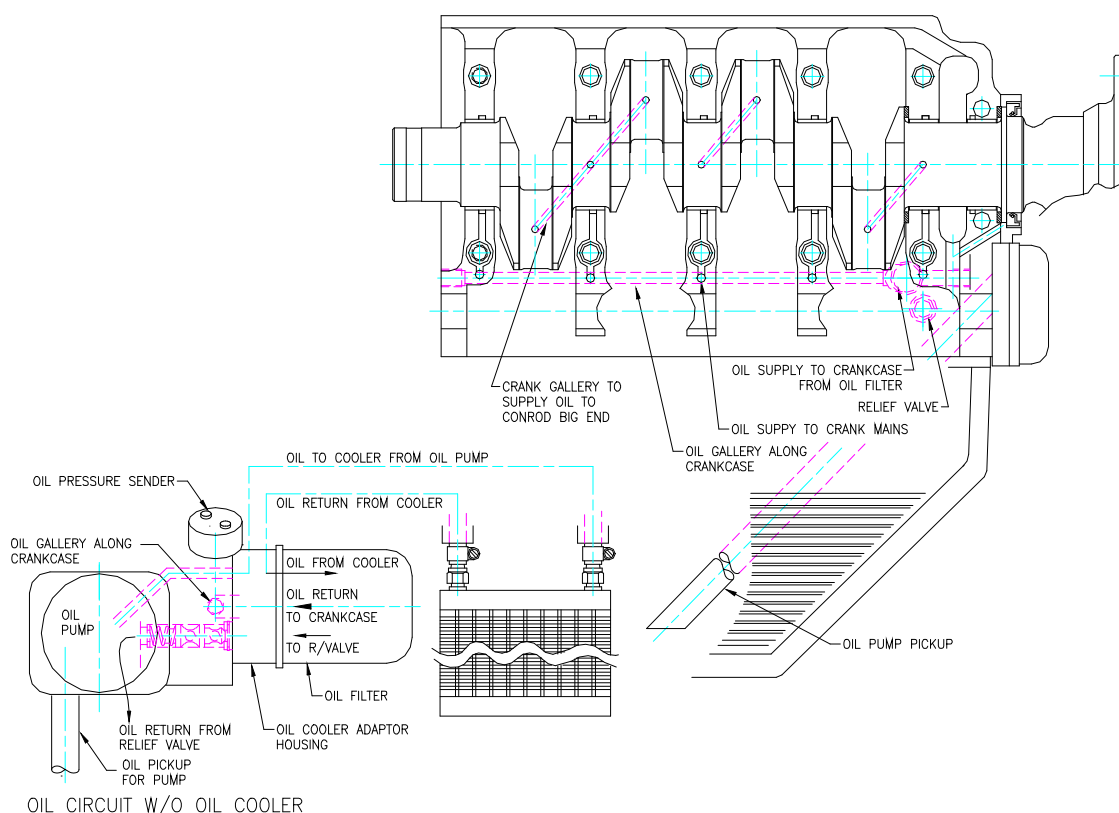 OIL SUPPLY TO CRANKCASE
FROM OIL FILTER
CRANK GALLERY TO
SUPPLY OIL TO
CONROD BIG END
RELIEF VALVE
OIL SUPPY TO CRANK MAINS
OIL GALLERY ALONG
CRANKCASE
OIL TO COOLER FROM OIL PUMP
OIL PRESSURE SENDER
OIL RETURN FROM COOLER
OIL GALLERY ALONG
CRANKCASE
OIL FROM COOLER
OIL RETURN
TO CRANKCASE
OIL
PUMP
TO R/VALVE
OIL PUMP PICKUP
OIL FILTER
OIL RETURN FROM
RELIEF VALVE
OIL COOLER ADAPTOR
HOUSING
OIL PICKUP
FOR PUMP
OIL CIRCUIT W/O OIL COOLER